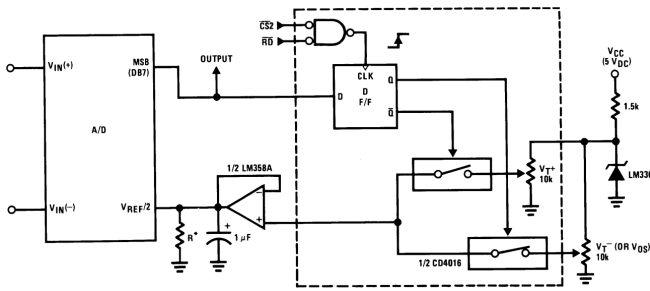 CS2
RD
CLK
D
F/F
D
Q
Q
OUTPUT
VIN(+)
MSB
(DB7)
A/D
VIN(–)
VREF/2
R*
1 µF
1/2 LM358A
–
+
+
VCC
(5 VDC)
1.5k
LM336
VT+
10k
VT– (OR VOS)
10k
1/2 CD4016